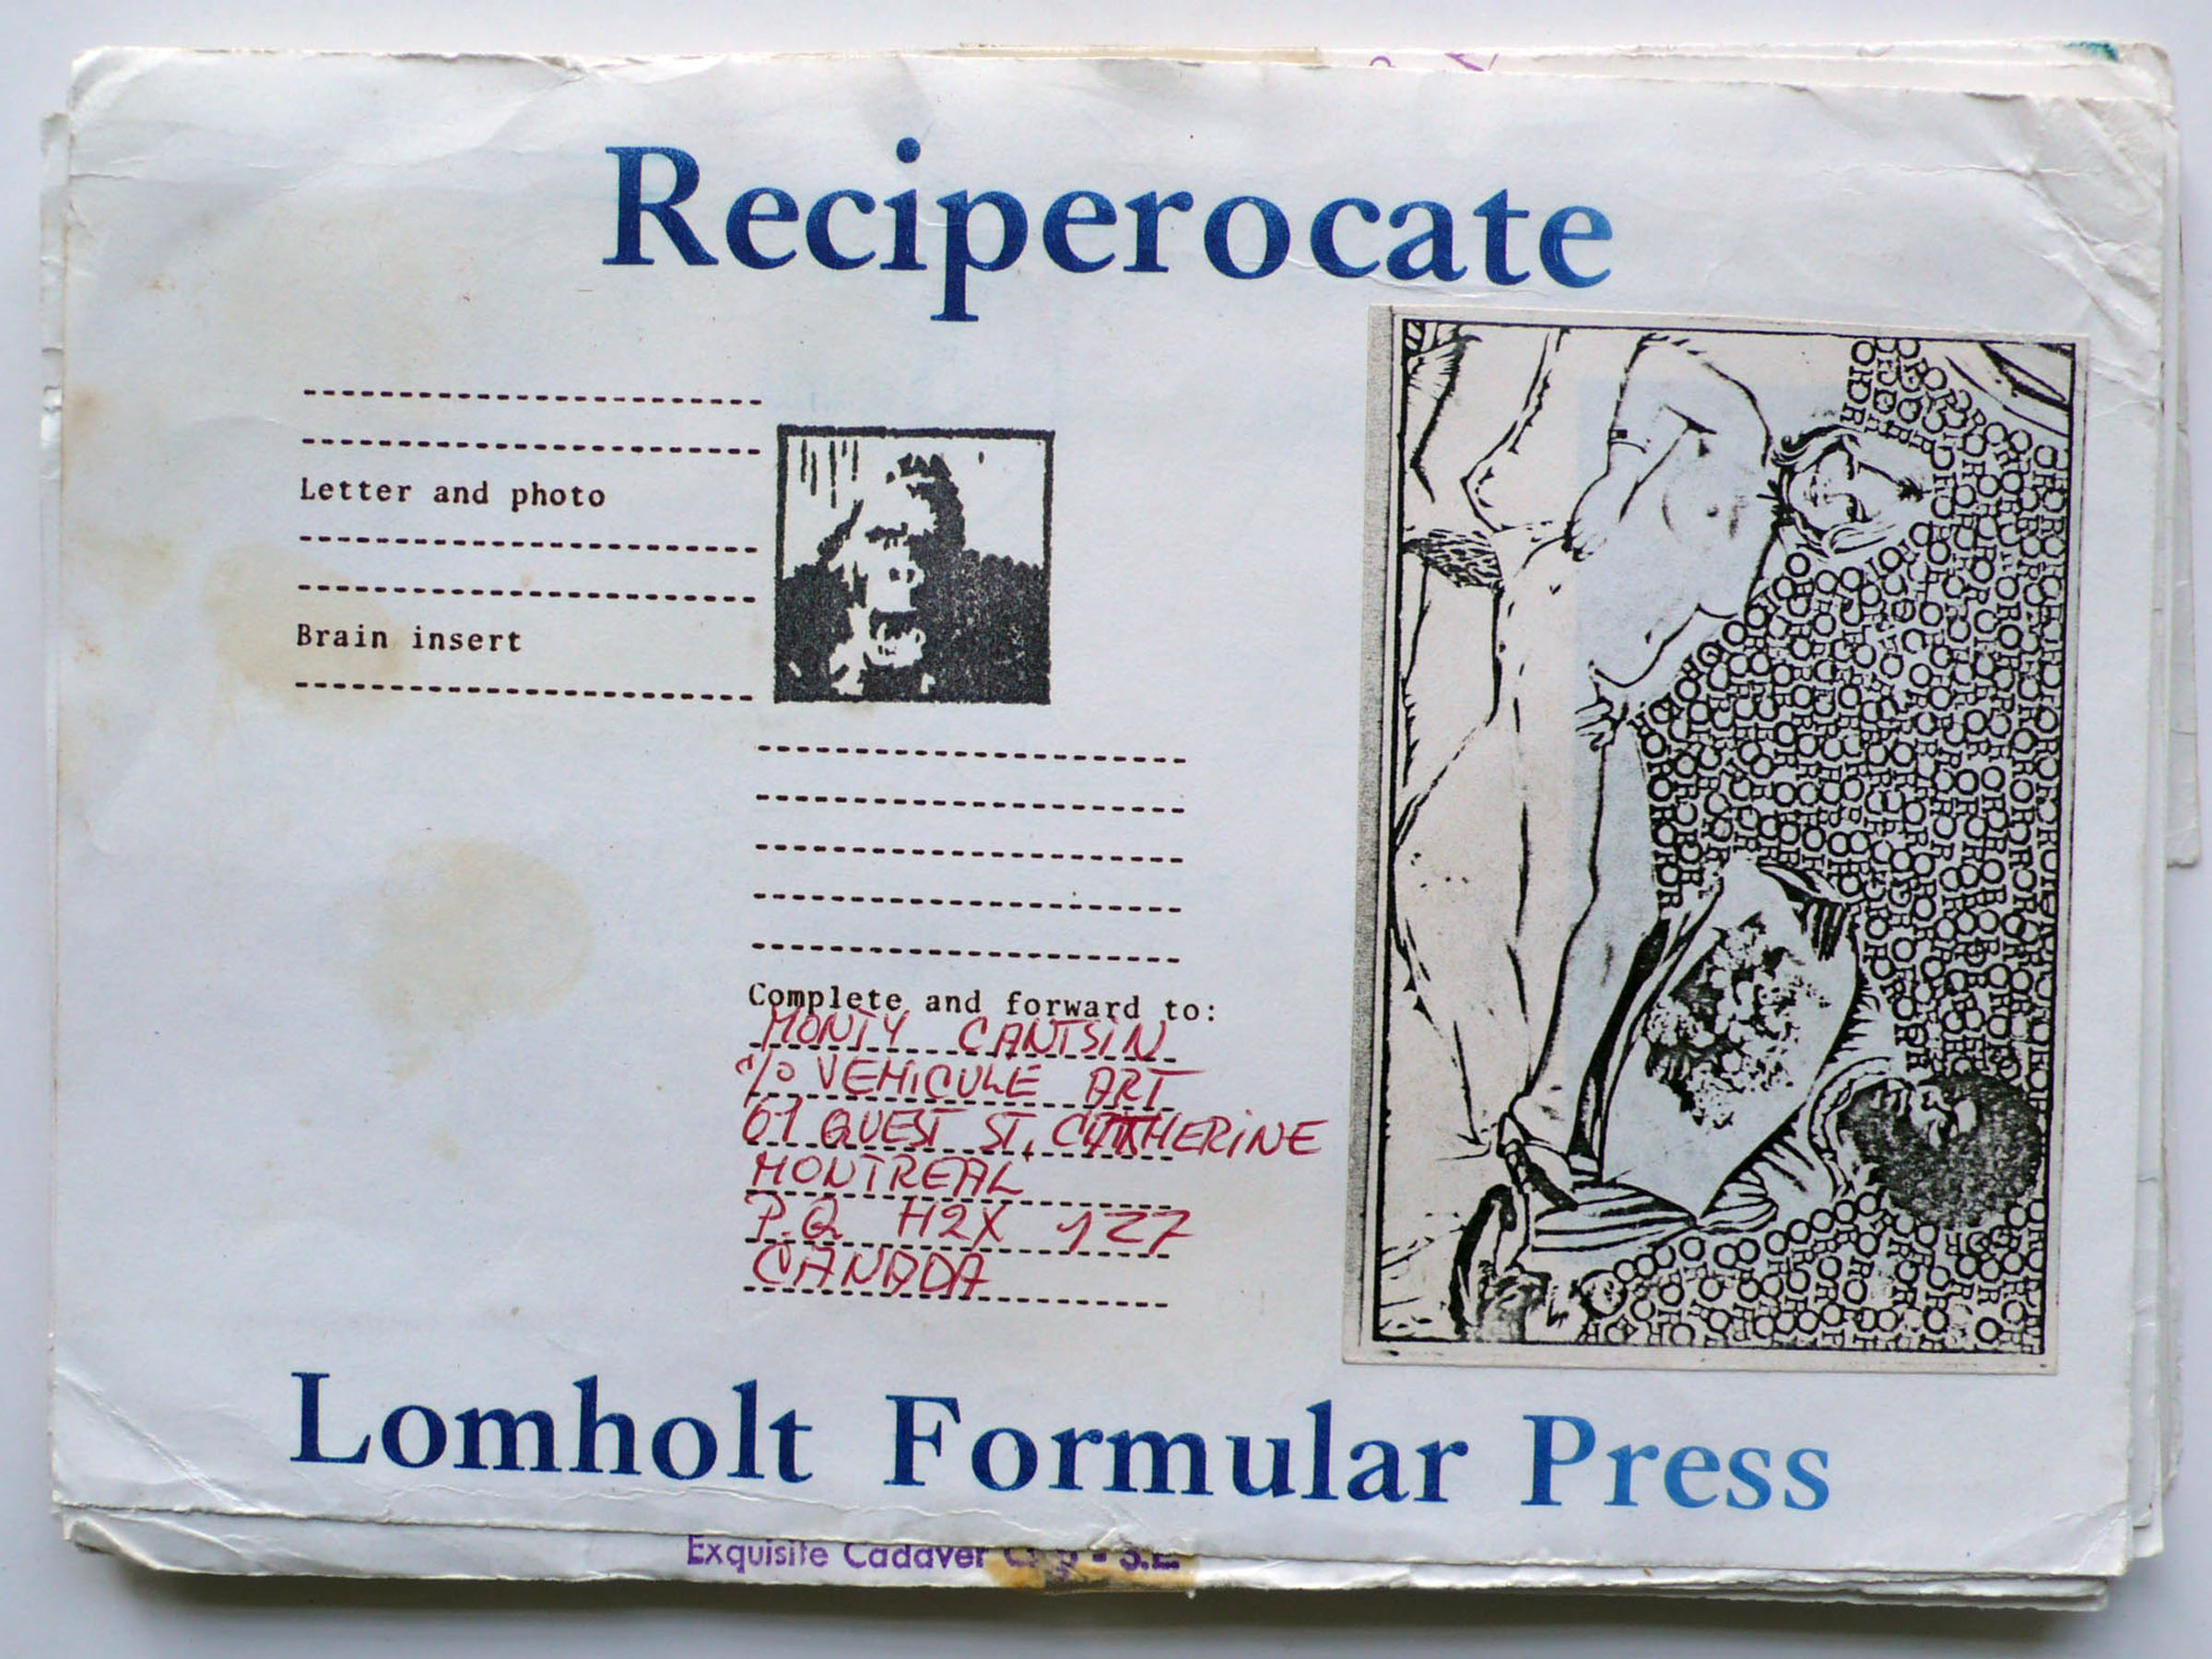 Reciperocate
Letter and photo
Brain insert
Complete and forward to:
MONTY CANTSIN
c/o VEHICULE ART
61 OUEST ST. CATHERINE
MONTREAL
P.Q. H2X 1Z7
CANADA
Lomholt Formular Press
Exquisite Cadaver - S.E.